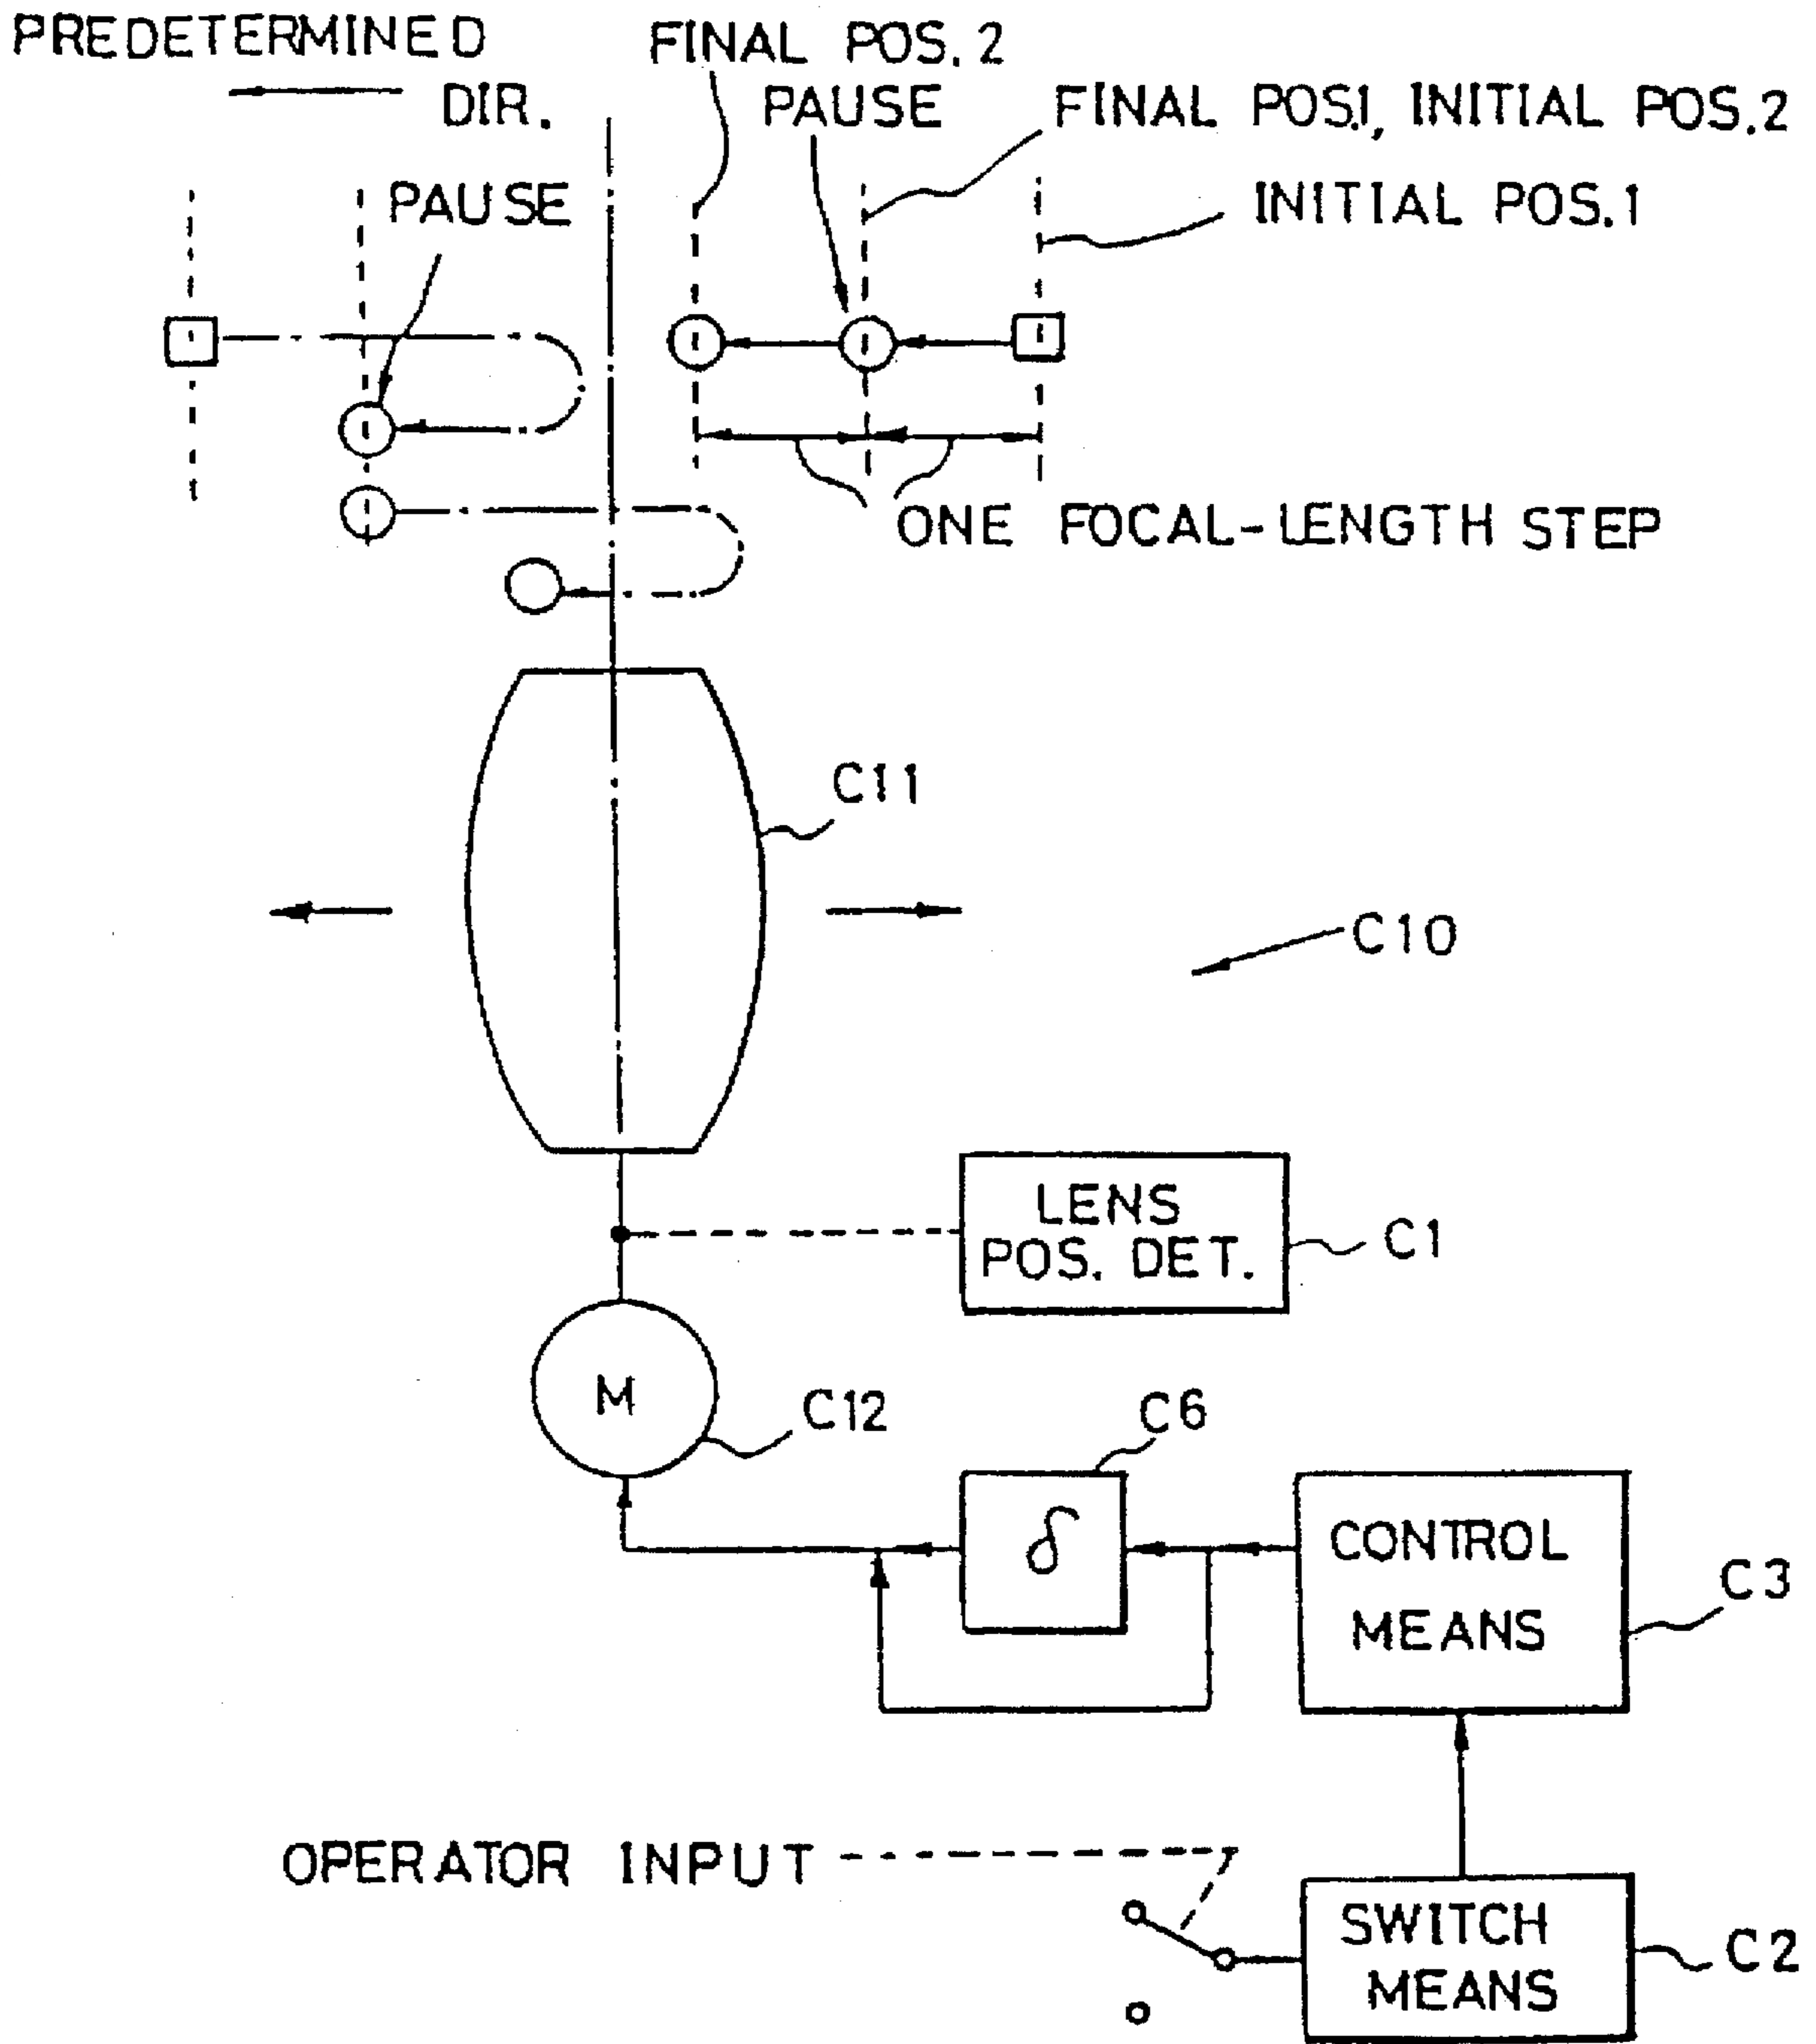 PREDETERMINED
DIR.
FINAL POS. 2
PAUSE
FINAL POS.1, INITIAL POS.2
PAUSE
INITIAL POS. 1
ONE FOCAL-LENGTH STEP
C11
C10
LENS
POS. DET.
C1
M
C12
C6
δ
CONTROL
MEANS
C3
OPERATOR INPUT
SWITCH
MEANS
C2